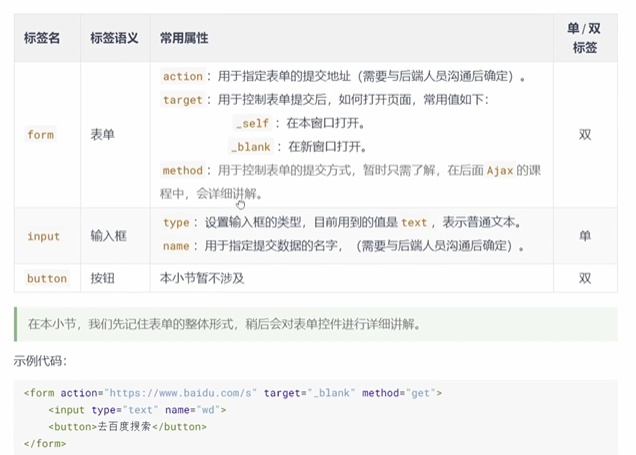 标签名 标签语义 常用属性 单 / 双
标签
form 表单 action：用于指定表单的提交地址（需要与后端人员沟通后确定）。
target：用于控制表单提交后，如何打开页面，常用值如下：
_self：在本窗口打开。
_blank：在新窗口打开。
method：用于控制表单的提交方式，暂时只需了解，在后面 Ajax 的课
程中，会详细讲解。
双
input 输入框 type：设置输入框的类型，目前用到的值是 text，表示普通文本。
name：用于指定提交数据的名字，（需要与后端人员沟通后确定）。
单
button 按钮 本小节暂不涉及 双
在本小节，我们先记住表单的整体形式，稍后会对表单控件进行详细讲解。
示例代码：
<form action="https://www.baidu.com/s" target="_blank" method="get">
<input type="text" name="wd">
<button>去百度搜索</button>
</form>